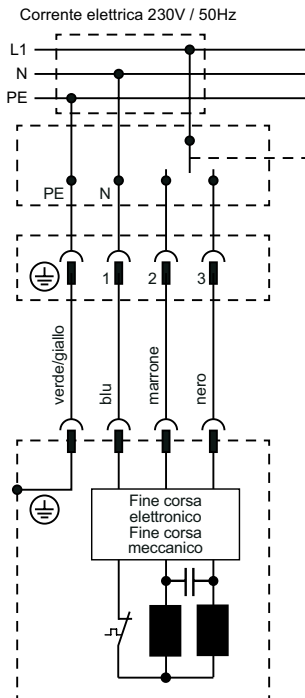 Corrente elettrica 230V / 50Hz
L1
N
PE
PE
N
1
2
3
verde/giallo
blu
marrone
nero
Fine corsa
elettronico
Fine corsa
meccanico